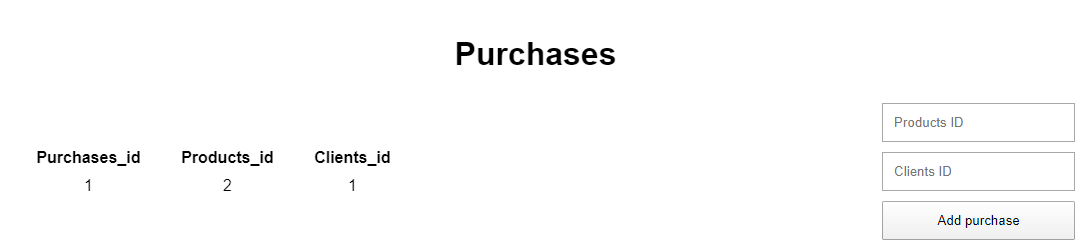 Purchases
Purchases_id Products_id Clients_id
1 2 1
Products ID
Clients ID
Add purchase